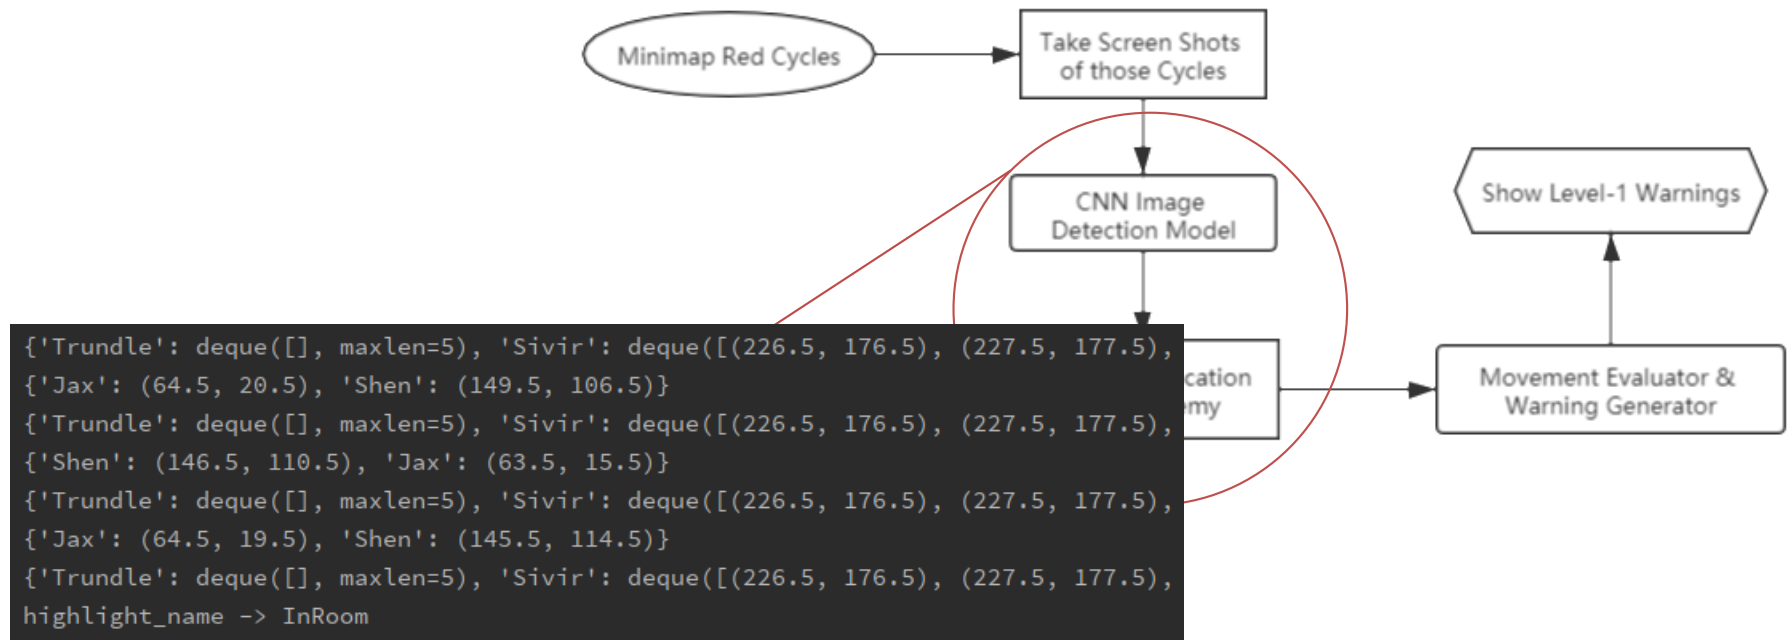 Minimap Red Cycles
Take Screen Shots
of those Cycles
CNN Image
Detection Model
Show Level-1 Warnings
Movement Evaluator &
Warning Generator
{'Trundle': deque([], maxlen=5), 'Sivir': deque([(226.5, 176.5), (227.5, 177.5),
{'Jax': (64.5, 20.5), 'Shen': (149.5, 106.5)}
{'Trundle': deque([], maxlen=5), 'Sivir': deque([(226.5, 176.5), (227.5, 177.5),
{'Shen': (146.5, 110.5), 'Jax': (63.5, 15.5)}
{'Trundle': deque([], maxlen=5), 'Sivir': deque([(226.5, 176.5), (227.5, 177.5),
{'Jax': (64.5, 19.5), 'Shen': (145.5, 114.5)}
{'Trundle': deque([], maxlen=5), 'Sivir': deque([(226.5, 176.5), (227.5, 177.5),
highlight_name -> InRoom